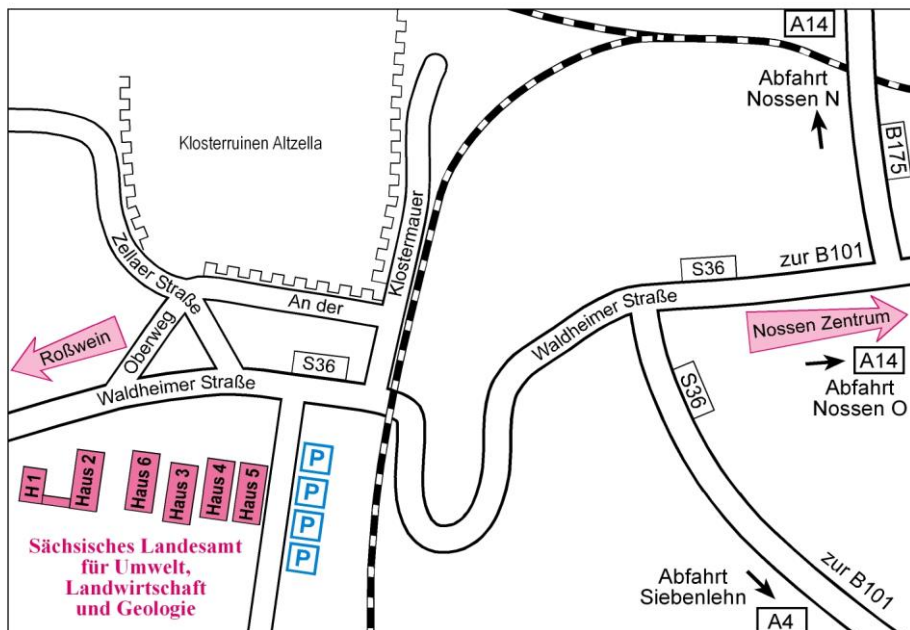 A14
Abfahrt
Nossen N
B175
Klosterruinen Altzella
Klostermauer
Zellaer Straße
An der
zur B101
S36
Nossen Zentrum
A14
Abfahrt
Nossen O
Waldheimer Straße
S36
Roßwein
Oberweg
Waldheimer Straße
S36
H 1
Haus 2
Haus 6
Haus 3
Haus 4
Haus 5
P
P
P
P
Sächsisches Landesamt
für Umwelt,
Landwirtschaft
und Geologie
Abfahrt
Siebenlehn
A4
zur B101